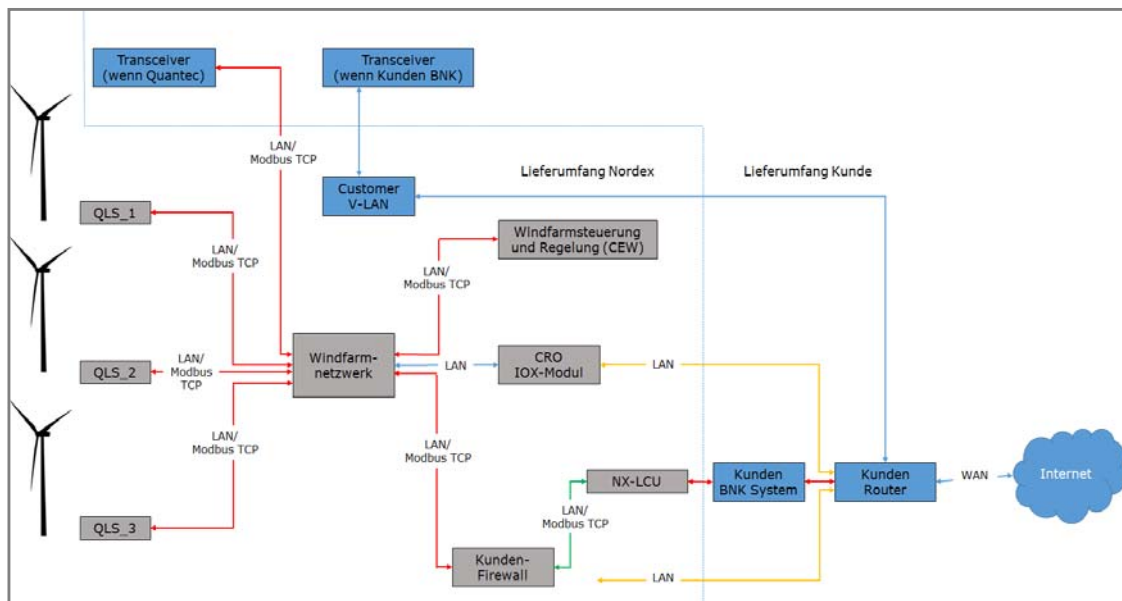 Transceiver
(wenn Quantec)
Transceiver
(wenn Kunden BNK)
LAN/
Modbus TCP
Lieferumfang Nordex
Lieferumfang Kunde
Customer
V-LAN
QLS_1
Windfarmsteuerung
und Regelung (CEW)
LAN/
Modbus TCP
LAN/
Modbus TCP
QLS_2
LAN/
Modbus
TCP
Windfarm-
netzwerk
LAN
CRO
IOX-Modul
LAN
LAN/
Modbus TCP
LAN/
Modbus TCP
NX-LCU
Kunden
BNK System
Kunden
Router
WAN
Internet
QLS_3
LAN/
Modbus TCP
Kunden-
Firewall
LAN